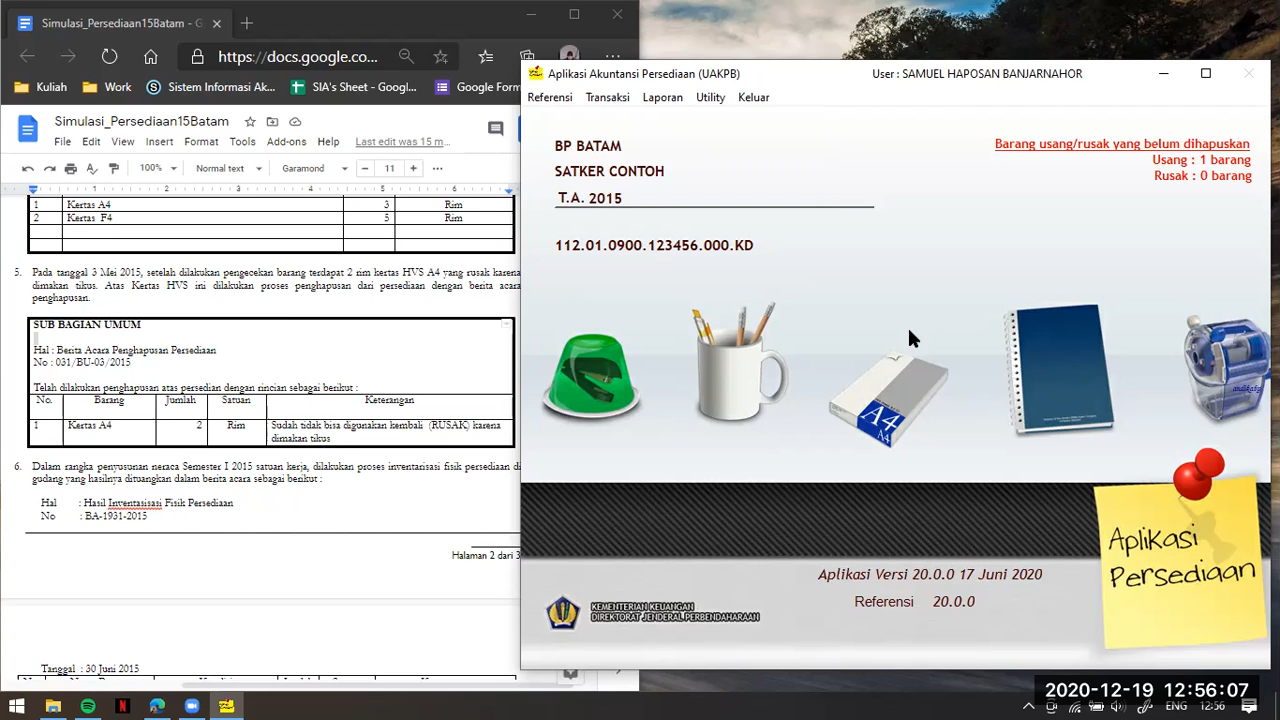 Simulasi_Persediaan15Batam - G
https://docs.google.co...
Kuliah
Work
Sistem Informasi Ak...
SIA's Sheet - Googl...
Google Form
Simulasi_Persediaan15Batam
File Edit View Insert Format Tools Add-ons Help
Last edit was 15 m...
150% Normal text Garamond 11
1 2 3 4 5 6
1 Kertas A4 3 Rim
2 Kertas F4 5 Rim
5. Pada tanggal 3 Mei 2015, setelah dilakukan pengecekan barang terdapat 2 rim kertas HVS A4 yang rusak karena
dimakan tikus. Atas Kertas HVS ini dilakukan proses penghapusan dari persediaan dengan berita acara
penghapusan.
SUB BAGIAN UMUM
Hal : Berita Acara Penghapusan Persediaan
No : 031/BU-03/2015
Telah dilakukan penghapusan atas persedian dengan rincian sebagai berikut :
No. Barang Jumlah Satuan Keterangan
1 Kertas A4 2 Rim Sudah tidak bisa digunakan kembali (RUSAK) karena
dimakan tikus
6. Dalam rangka penyusunan neraca Semester I 2015 satuan kerja, dilakukan proses inventarisasi fisik persediaan di
gudang yang hasilnya dituangkan dalam berita acara sebagai berikut :
Hal : Hasil Inventasisasi Fisik Persediaan
No : BA-1931-2015
Halaman 2 dari 3
Tanggal : 30 Juni 2015
Aplikasi Akuntansi Persediaan (UAKPB)
User : SAMUEL HAPOSAN BANJARNAHOR
Referensi Transaksi Laporan Utility Keluar
BP BATAM
SATKER CONTOH
T.A. 2015
112.01.0900.123456.000.KD
Barang usang/rusak yang belum dihapuskan
Usang : 1 barang
Rusak : 0 barang
A4
A4
Aplikasi
Persediaan
Aplikasi Versi 20.0.0 17 Juni 2020
Referensi 20.0.0
KEMENTERIAN KEUANGAN
DIREKTORAT JENDERAL PERBENDAHARAAN
2020-12-19 12:56:07
ENG 12:56